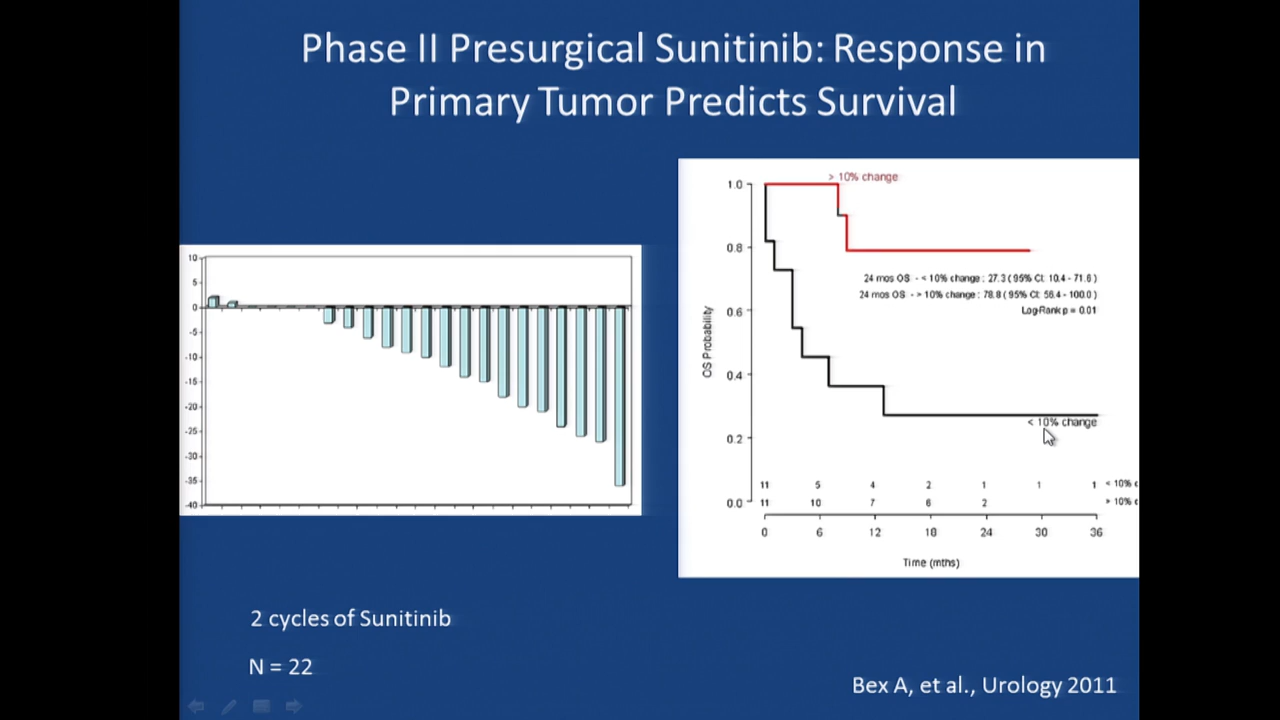 Phase II Presurgical Sunitinib: Response in
Primary Tumor Predicts Survival
10
5
0
-5
-10
-15
-20
-25
-30
-35
-40
> 10% change
1.0
0.8
0.6
0.4
0.2
0.0
OS Probability
24 mos OS - < 10% change : 27.3 ( 95% CI: 10.4 - 71.6 )
24 mos OS - > 10% change : 78.8 ( 95% CI: 56.4 - 100.0 )
Log-Rank p = 0.01
< 10% change
11 5 4 2 1 1 1 < 10% c
11 10 7 6 2 > 10% c
0 6 12 18 24 30 36
Time (mths)
2 cycles of Sunitinib
N = 22
Bex A, et al., Urology 2011